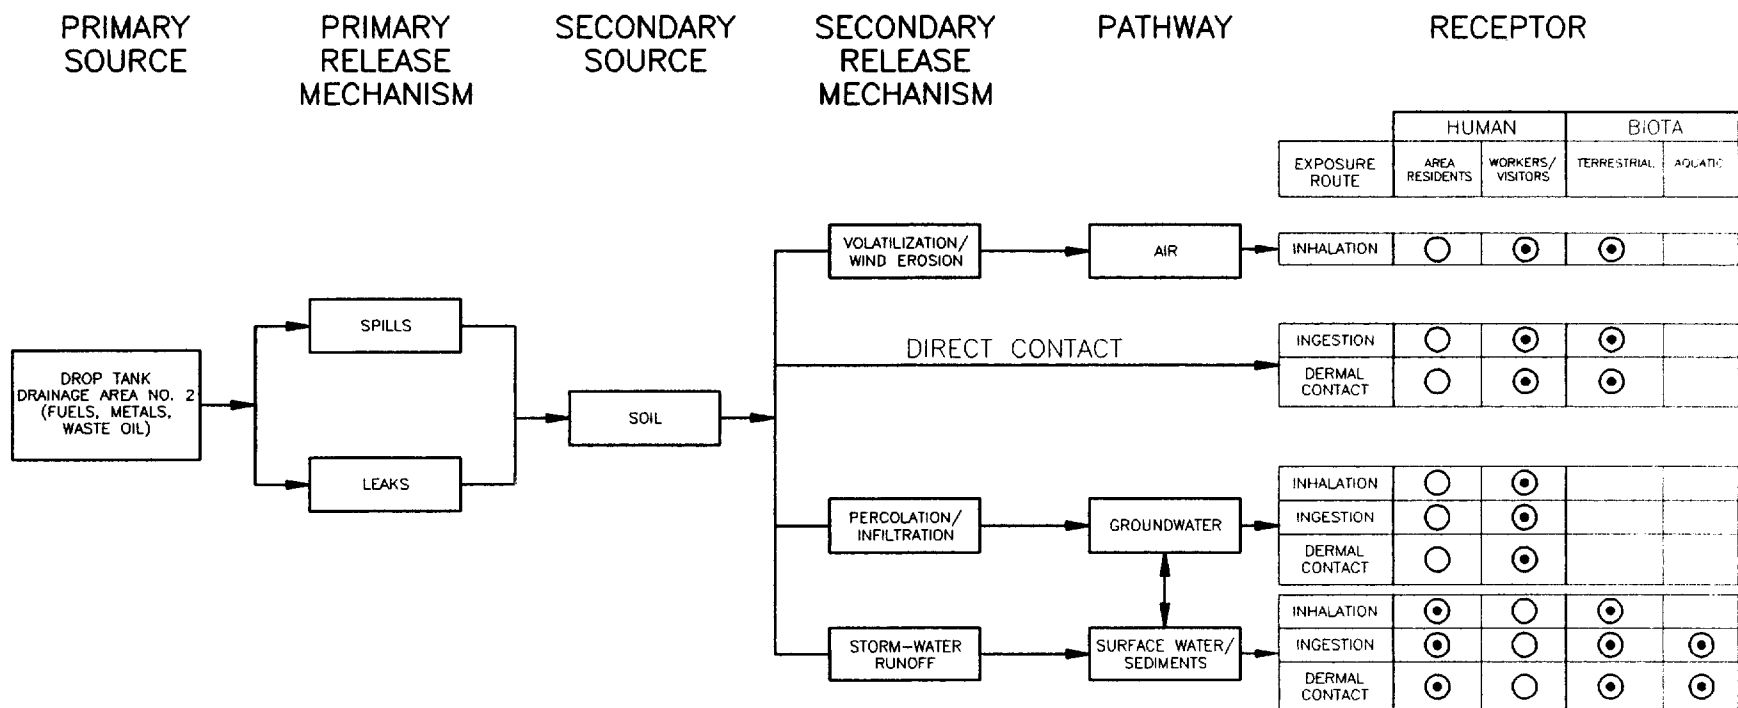 PRIMARY
SOURCE
PRIMARY
RELEASE
MECHANISM
SECONDARY
SOURCE
SECONDARY
RELEASE
MECHANISM
PATHWAY
RECEPTOR
HUMAN
BIOTA
EXPOSURE
ROUTE
AREA
RESIDENTS
WORKERS/
VISITORS
TERRESTRIAL
AQUATIC
VOLATILIZATION/
WIND EROSION
AIR
INHALATION
SPILLS
DIRECT CONTACT
INGESTION
DERMAL
CONTACT
DROP TANK
DRAINAGE AREA NO. 2
(FUELS, METALS,
WASTE OIL)
SOIL
LEAKS
PERCOLATION/
INFILTRATION
GROUNDWATER
INHALATION
INGESTION
DERMAL
CONTACT
STORM-WATER
RUNOFF
SURFACE WATER/
SEDIMENTS
INHALATION
INGESTION
DERMAL
CONTACT